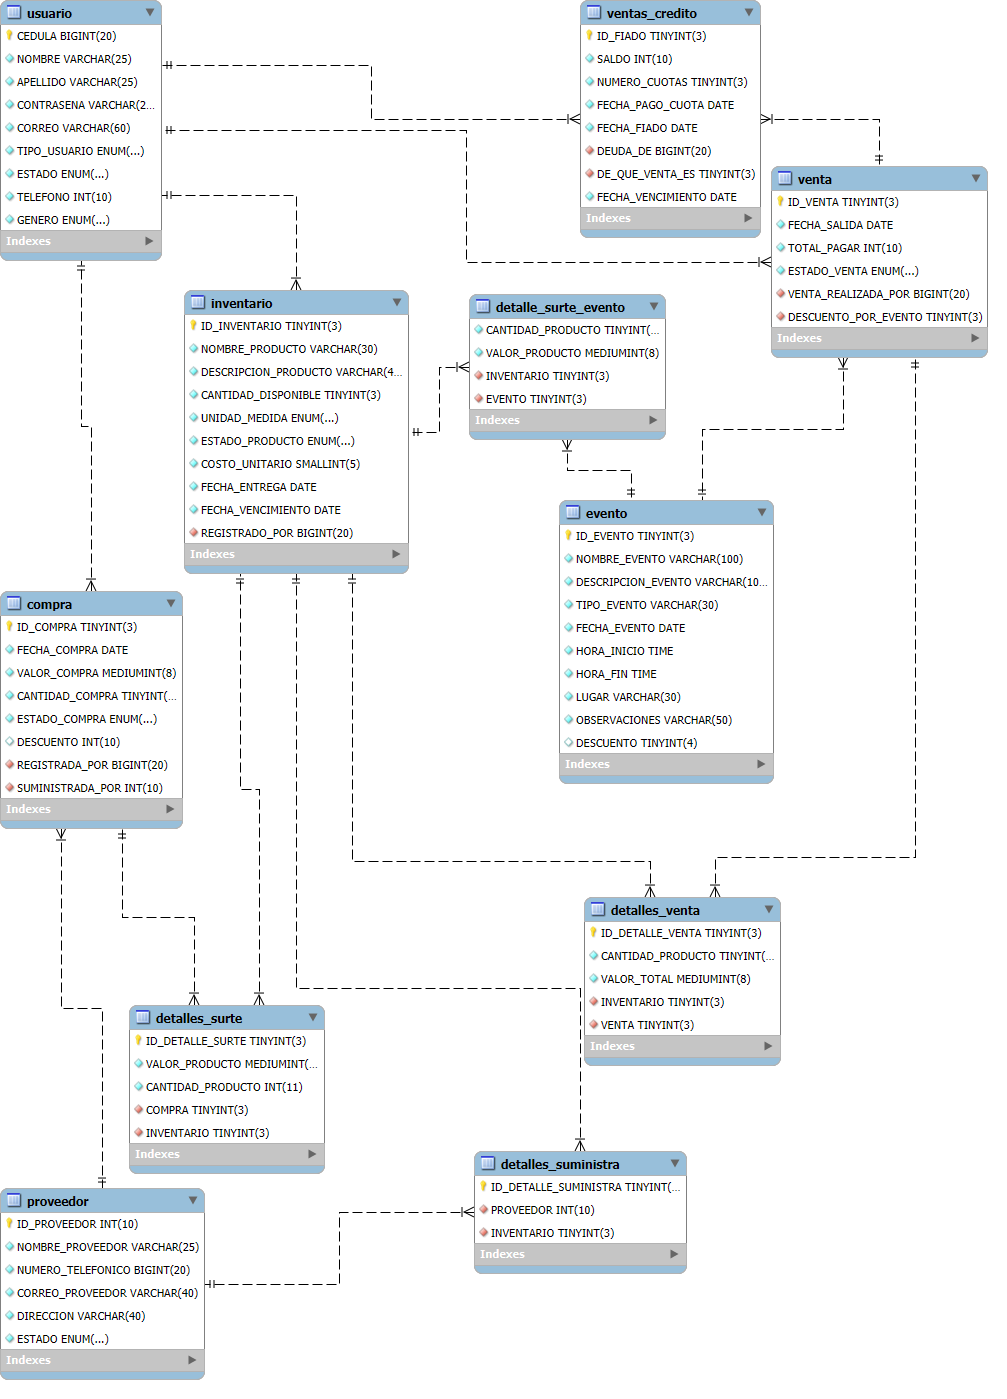 usuario
CEDULA BIGINT(20)
NOMBRE VARCHAR(25)
APELLIDO VARCHAR(25)
CONTRASENA VARCHAR(2...
CORREO VARCHAR(60)
TIPO_USUARIO ENUM(...)
ESTADO ENUM(...)
TELEFONO INT(10)
GENERO ENUM(...)
Indexes
ventas_credito
ID_FIADO TINYINT(3)
SALDO INT(10)
NUMERO_CUOTAS TINYINT(3)
FECHA_PAGO_CUOTA DATE
FECHA_FIADO DATE
DEUDA_DE BIGINT(20)
DE_QUE_VENTA_ES TINYINT(3)
FECHA_VENCIMIENTO DATE
Indexes
venta
ID_VENTA TINYINT(3)
FECHA_SALIDA DATE
TOTAL_PAGAR INT(10)
ESTADO_VENTA ENUM(...)
VENTA_REALIZADA_POR BIGINT(20)
DESCUENTO_POR_EVENTO TINYINT(3)
Indexes
inventario
ID_INVENTARIO TINYINT(3)
NOMBRE_PRODUCTO VARCHAR(30)
DESCRIPCION_PRODUCTO VARCHAR(4...
CANTIDAD_DISPONIBLE TINYINT(3)
UNIDAD_MEDIDA ENUM(...)
ESTADO_PRODUCTO ENUM(...)
COSTO_UNITARIO SMALLINT(5)
FECHA_ENTREGA DATE
FECHA_VENCIMIENTO DATE
REGISTRADO_POR BIGINT(20)
Indexes
detalle_surte_evento
CANTIDAD_PRODUCTO TINYINT(...
VALOR_PRODUCTO MEDIUMINT(8)
INVENTARIO TINYINT(3)
EVENTO TINYINT(3)
Indexes
evento
ID_EVENTO TINYINT(3)
NOMBRE_EVENTO VARCHAR(100)
DESCRIPCION_EVENTO VARCHAR(10...
TIPO_EVENTO VARCHAR(30)
FECHA_EVENTO DATE
HORA_INICIO TIME
HORA_FIN TIME
LUGAR VARCHAR(30)
OBSERVACIONES VARCHAR(50)
DESCUENTO TINYINT(4)
Indexes
compra
ID_COMPRA TINYINT(3)
FECHA_COMPRA DATE
VALOR_COMPRA MEDIUMINT(8)
CANTIDAD_COMPRA TINYINT(...
ESTADO_COMPRA ENUM(...)
DESCUENTO INT(10)
REGISTRADA_POR BIGINT(20)
SUMINISTRADA_POR INT(10)
Indexes
detalles_venta
ID_DETALLE_VENTA TINYINT(3)
CANTIDAD_PRODUCTO TINYINT(...
VALOR_TOTAL MEDIUMINT(8)
INVENTARIO TINYINT(3)
VENTA TINYINT(3)
Indexes
detalles_surte
ID_DETALLE_SURTE TINYINT(3)
VALOR_PRODUCTO MEDIUMINT(...
CANTIDAD_PRODUCTO INT(11)
COMPRA TINYINT(3)
INVENTARIO TINYINT(3)
Indexes
detalles_suministra
ID_DETALLE_SUMINISTRA TINYINT(...
PROVEEDOR INT(10)
INVENTARIO TINYINT(3)
Indexes
proveedor
ID_PROVEEDOR INT(10)
NOMBRE_PROVEEDOR VARCHAR(25)
NUMERO_TELEFONICO BIGINT(20)
CORREO_PROVEEDOR VARCHAR(40)
DIRECCION VARCHAR(40)
ESTADO ENUM(...)
Indexes